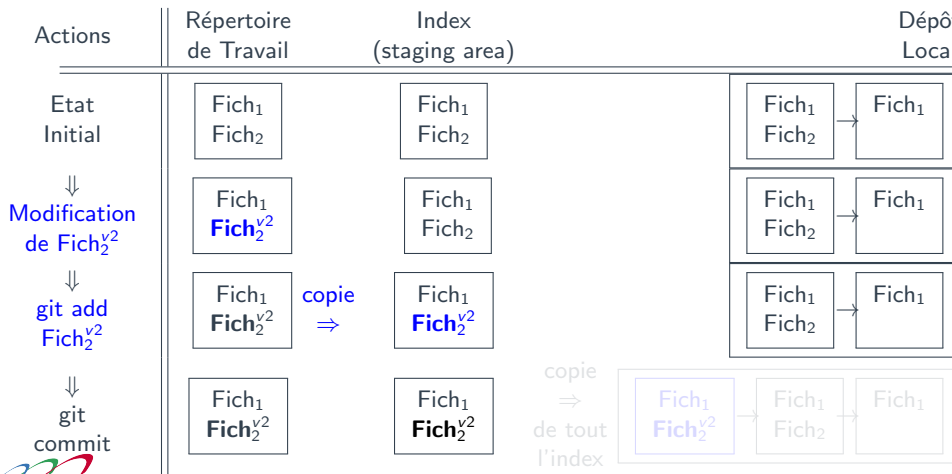 Actions
Répertoire
de Travail
Index
(staging area)
Dépô
Loca
Etat
Initial
Fich₁
Fich₂
Fich₁
Fich₂
Fich₁
Fich₂
→
Fich₁
⇓
Modification
de Fich₂ᵛ²
Fich₁
Fich₂ᵛ²
Fich₁
Fich₂
Fich₁
Fich₂
→
Fich₁
⇓
git add
Fich₂ᵛ²
Fich₁
Fich₂ᵛ²
copie
⇒
Fich₁
Fich₂ᵛ²
Fich₁
Fich₂
→
Fich₁
⇓
git
commit
Fich₁
Fich₂ᵛ²
Fich₁
Fich₂ᵛ²
copie
⇒
de tout
l'index
Fich₁
Fich₂ᵛ²
→
Fich₁
Fich₂
→
Fich₁